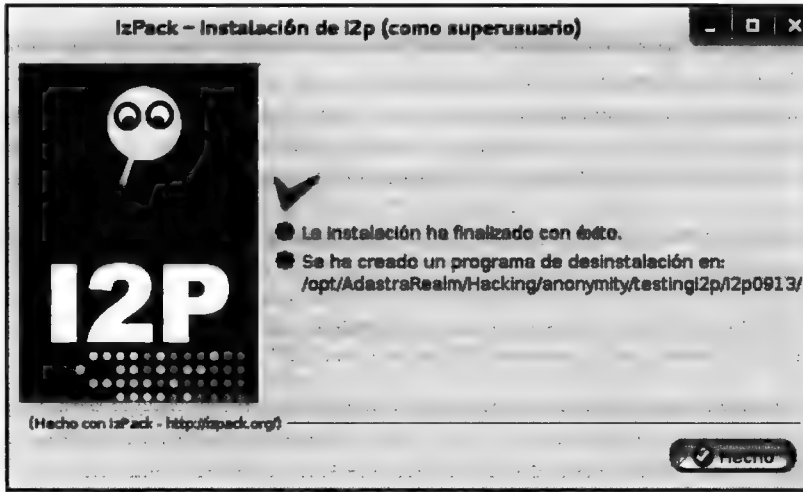 IzPack - Instalación de i2p (como superusuario)
I2P
La instalación ha finalizado con éxito.
Se ha creado un programa de desinstalación en:
/opt/AdastraRealm/Hacking/anonymity/testingi2p/i2p0913/
(Hecho con IzPack - http://izpack.org/)
Hecho